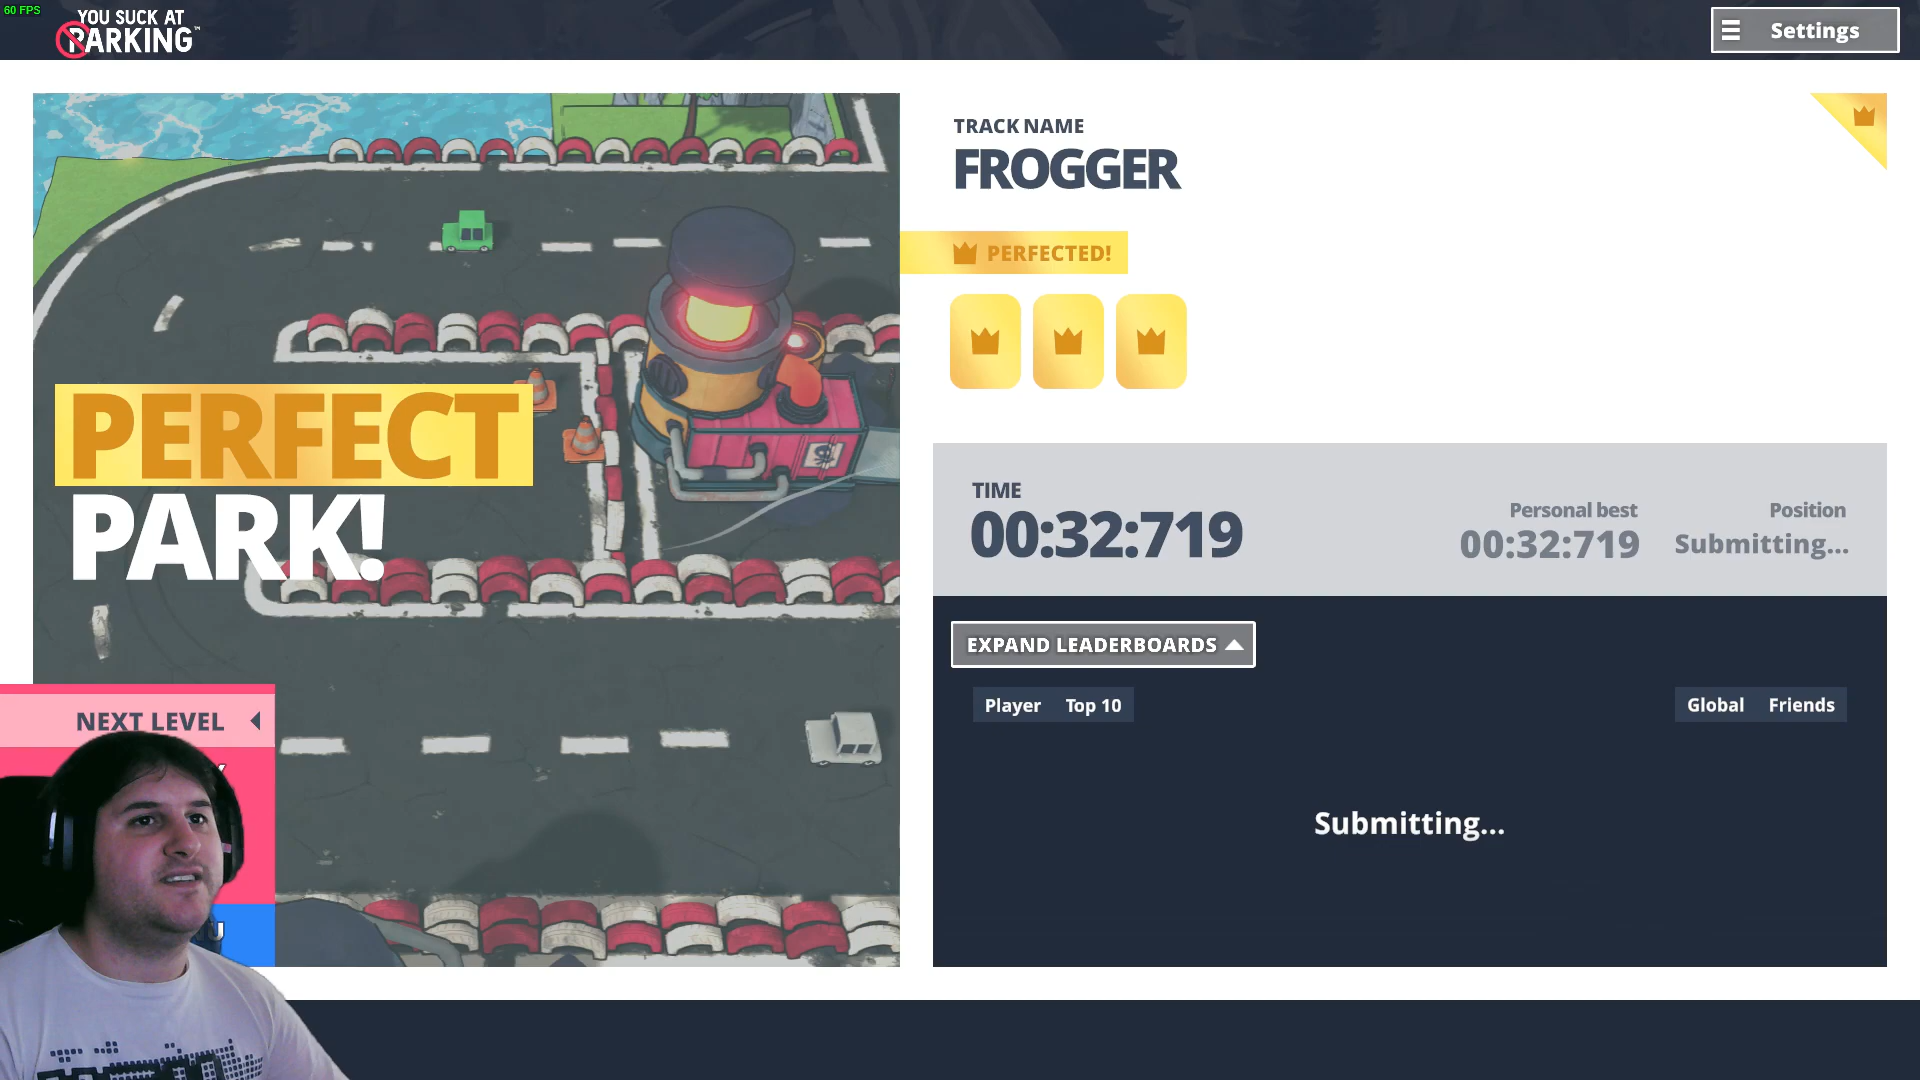 60 FPS
YOU SUCK AT
PARKING™
Settings
TRACK NAME
FROGGER
PERFECTED!
PERFECT
PARK!
TIME
00:32:719
Personal best
00:32:719
Position
Submitting...
EXPAND LEADERBOARDS
Player
Top 10
Global
Friends
Submitting...
NEXT LEVEL